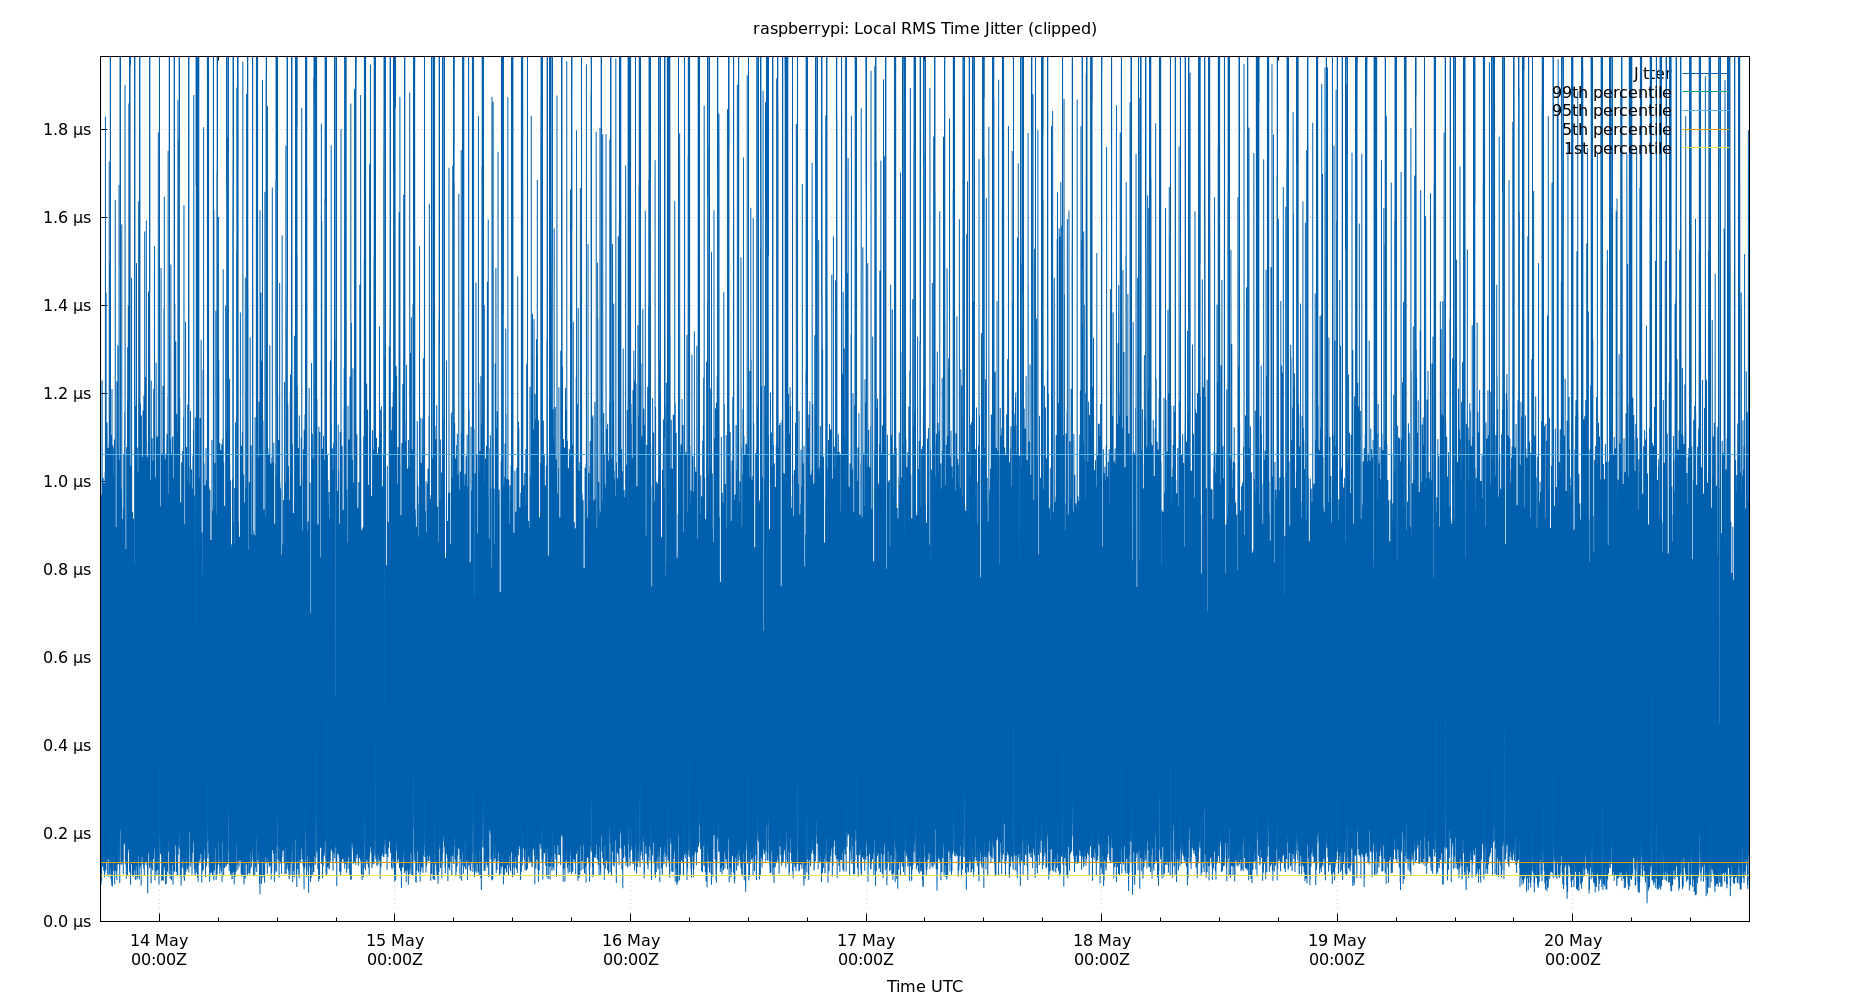 raspberrypi: Local RMS Time Jitter (clipped)
Jitter
99th percentile
95th percentile
5th percentile
1st percentile
1.8 µs
1.6 µs
1.4 µs
1.2 µs
1.0 µs
0.8 µs
0.6 µs
0.4 µs
0.2 µs
0.0 µs
14 May 15 May 16 May 17 May 18 May 19 May 20 May
00:00Z 00:00Z 00:00Z 00:00Z 00:00Z 00:00Z 00:00Z
Time UTC